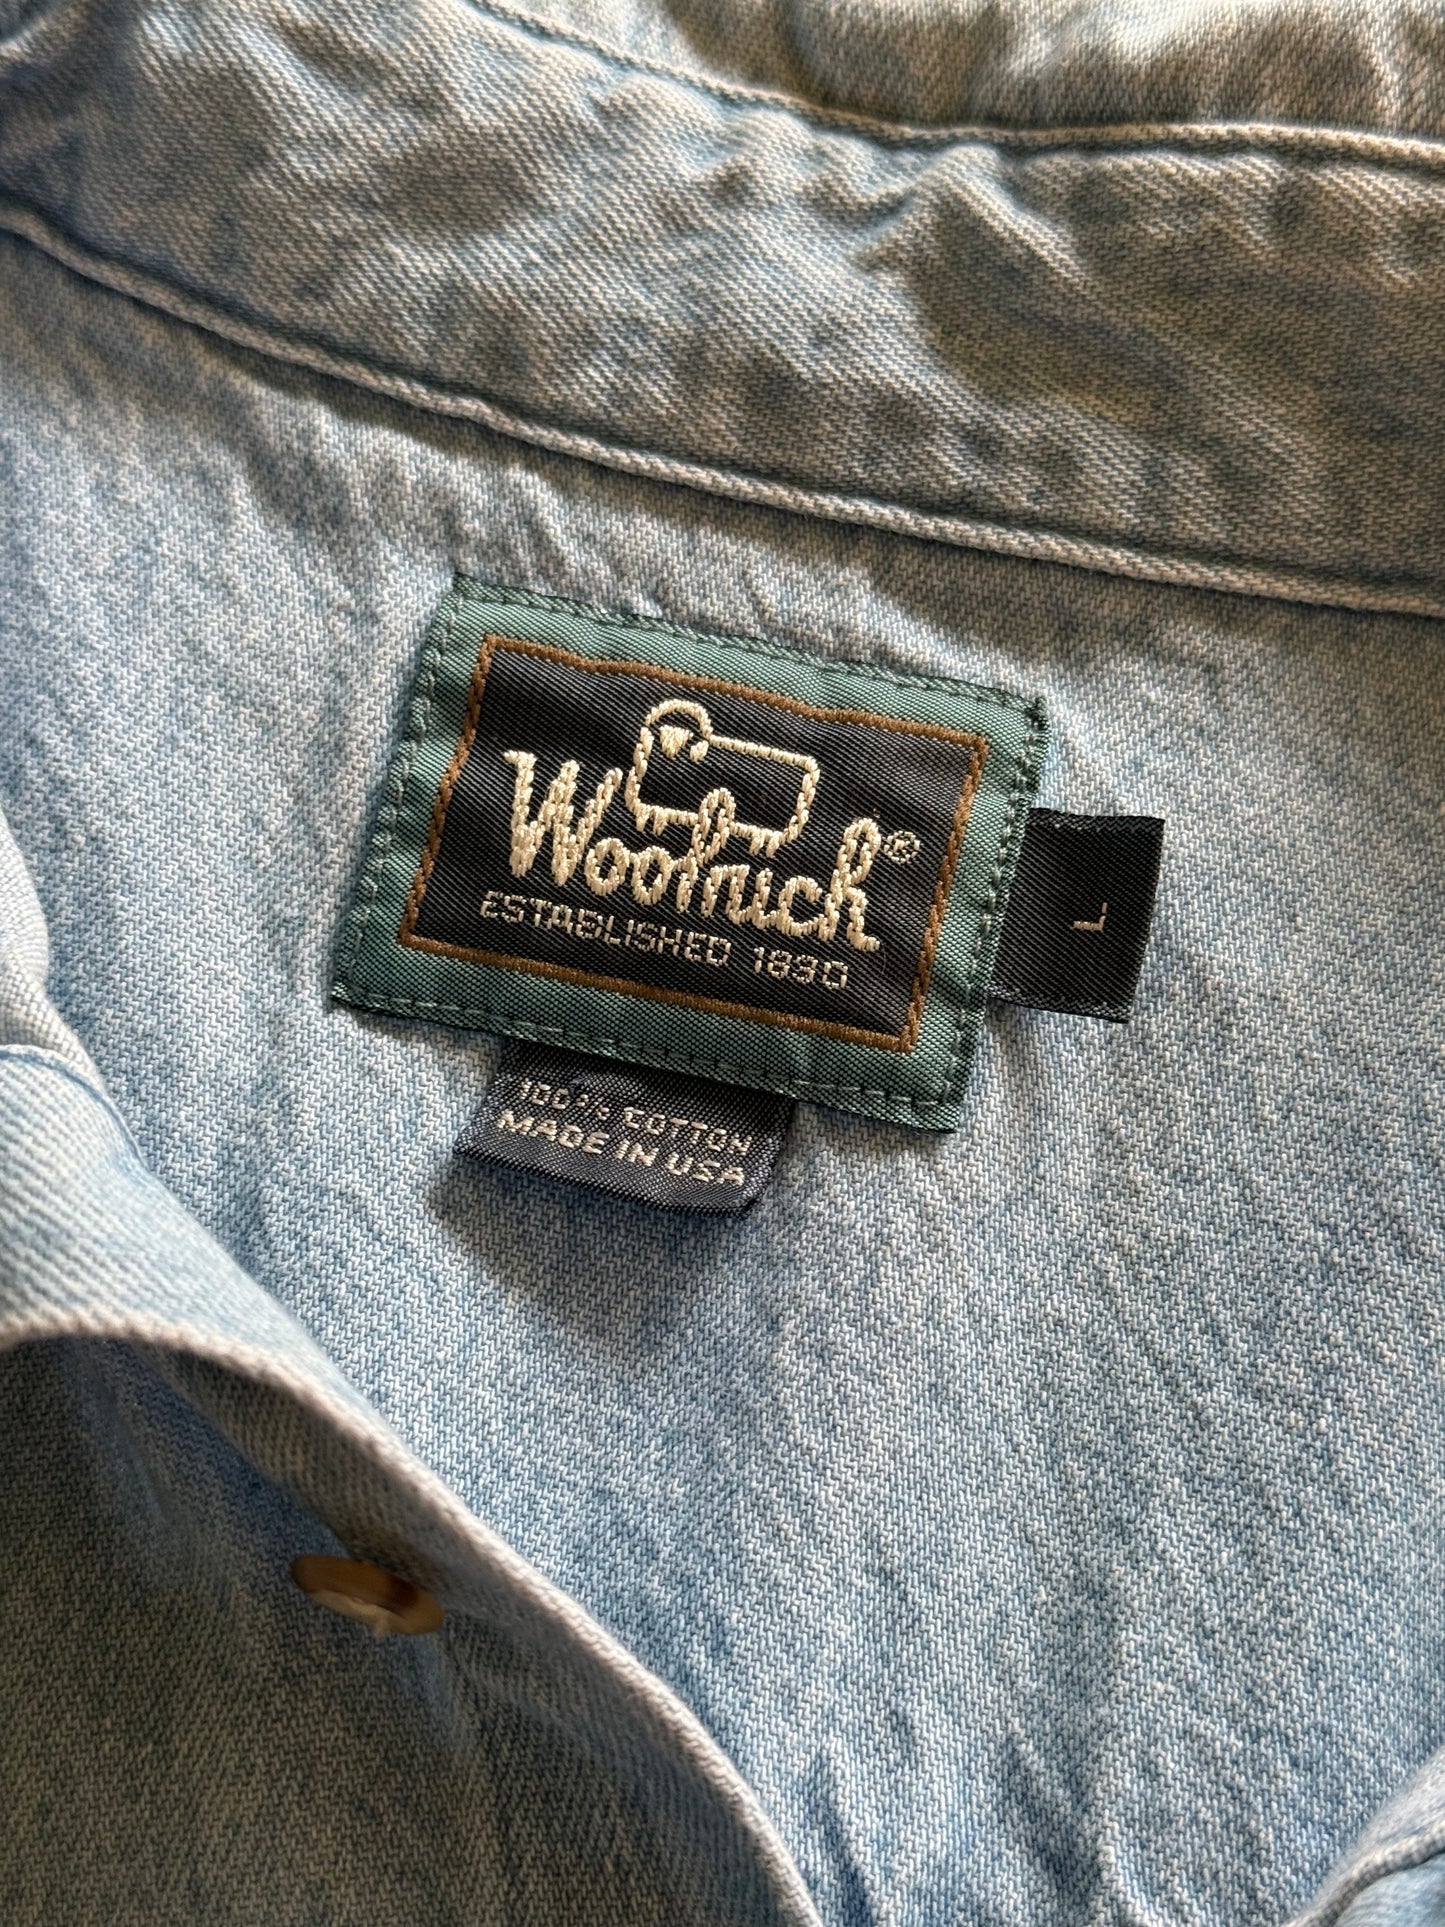 Woolrich®
ESTABLISHED 1830
L
100% COTTON
MADE IN USA